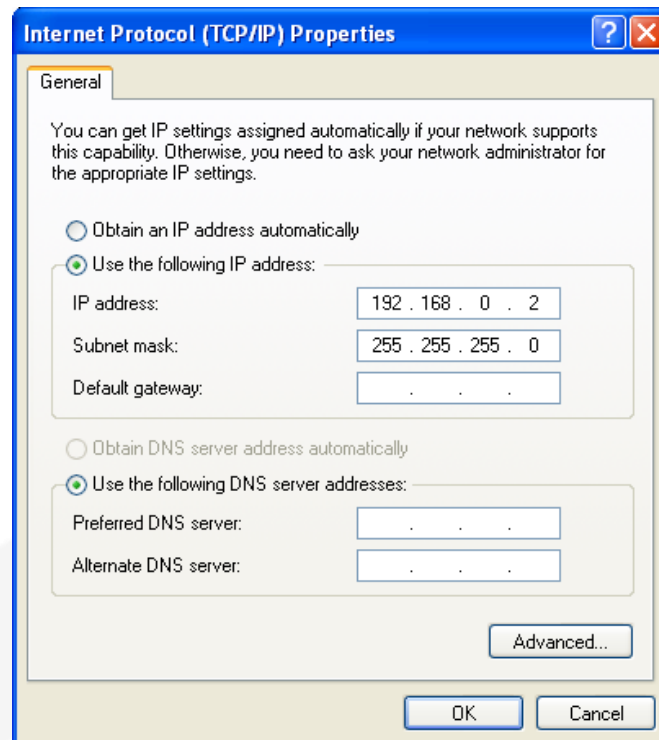 Internet Protocol (TCP/IP) Properties
General
You can get IP settings assigned automatically if your network supports
this capability. Otherwise, you need to ask your network administrator for
the appropriate IP settings.
Obtain an IP address automatically
Use the following IP address:
IP address: 192 . 168 . 0 . 2
Subnet mask: 255 . 255 . 255 . 0
Default gateway: . . .
Obtain DNS server address automatically
Use the following DNS server addresses:
Preferred DNS server: . . .
Alternate DNS server: . . .
Advanced...
OK Cancel